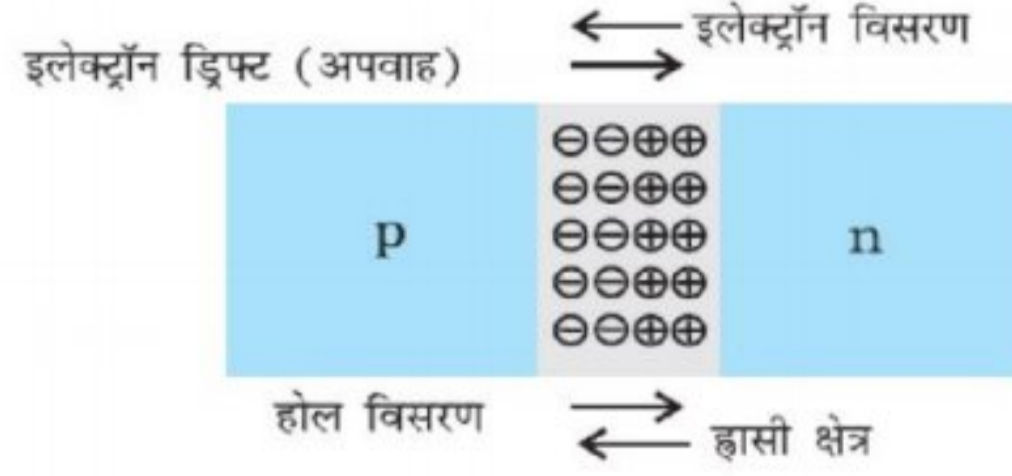 इलेक्ट्रॉन विसरण
इलेक्ट्रॉन ड्रिफ्ट (अपवाह)
⊖⊖⊕⊕
⊖⊖⊕⊕
p ⊖⊖⊕⊕ n
⊖⊖⊕⊕
⊖⊖⊕⊕
होल विसरण
ह्रासी क्षेत्र